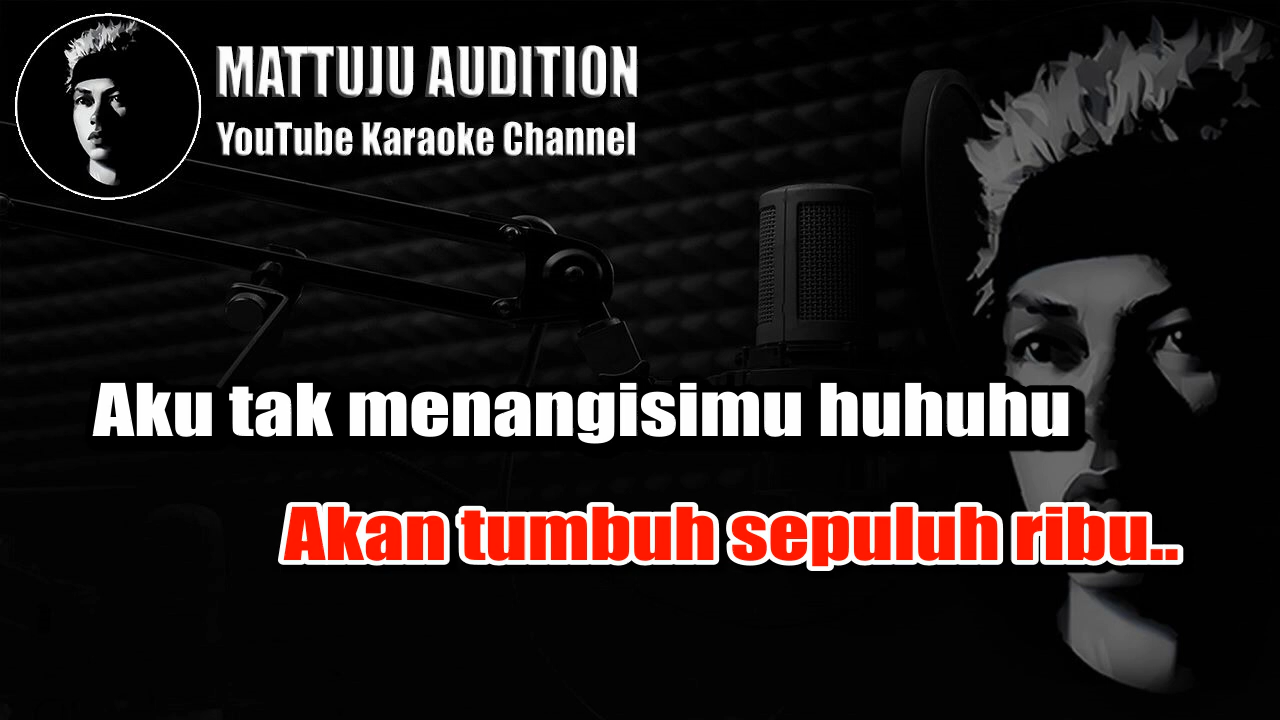 MATTUJU AUDITION
YouTube Karaoke Channel
Aku tak menangisimu huhuhu
Akan tumbuh sepuluh ribu..